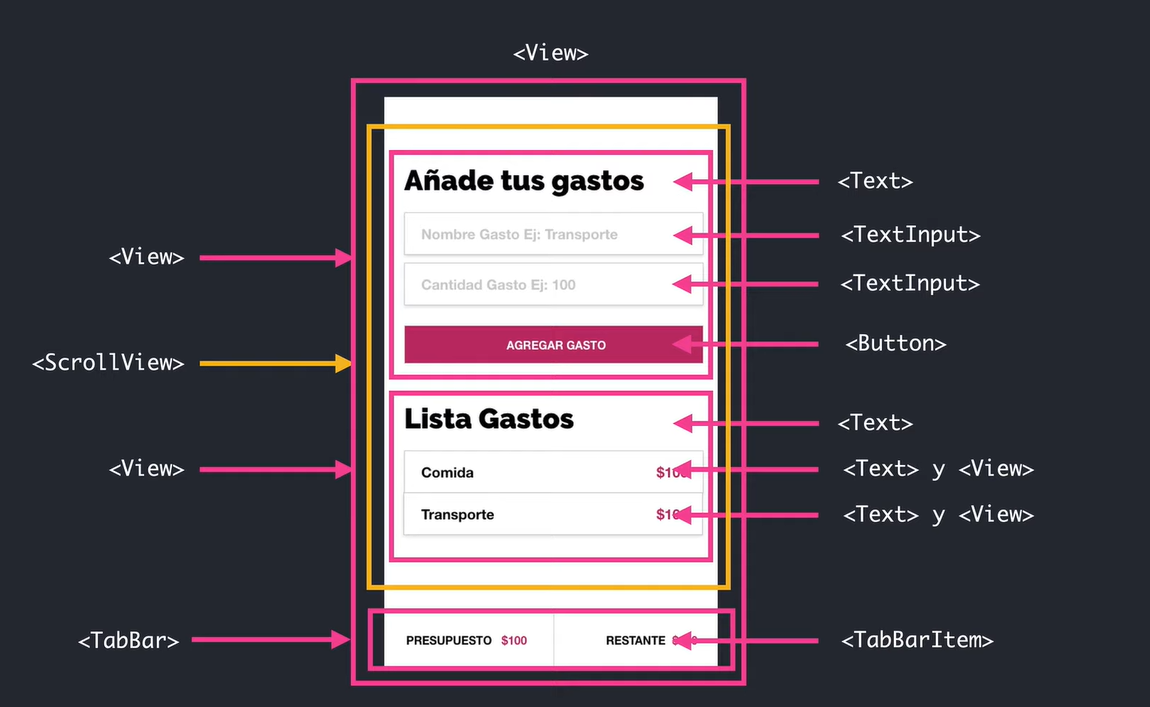 <View>
Añade tus gastos
<Text>
Nombre Gasto Ej: Transporte
<TextInput>
<View>
Cantidad Gasto Ej: 100
<TextInput>
AGREGAR GASTO
<Button>
<ScrollView>
Lista Gastos
<Text>
<View>
Comida
<Text> y <View>
Transporte
<Text> y <View>
<TabBar>
PRESUPUESTO $100
RESTANTE
<TabBarItem>